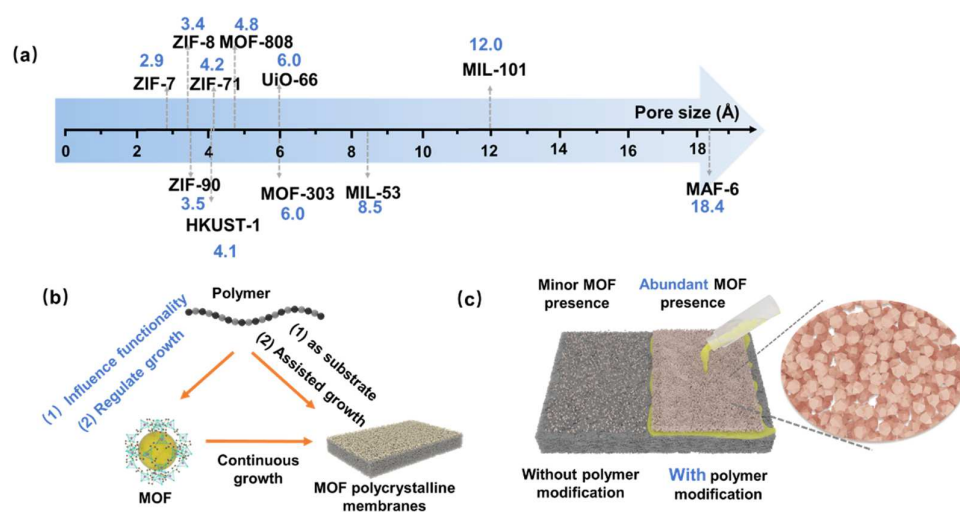 (a)
3.4
4.8
ZIF-8
MOF-808
2.9
4.2
6.0
12.0
ZIF-7
ZIF-71
UiO-66
MIL-101
Pore size (Å)
0
2
4
6
8
10
12
14
16
18
ZIF-90
3.5
HKUST-1
4.1
MOF-303
6.0
MIL-53
8.5
MAF-6
18.4
(b)
Polymer
(1) Influence functionality
(2) Regulate growth
(1) as substrate
(2) Assisted growth
Continuous
growth
MOF
MOF polycrystalline
membranes
(c)
Minor MOF
presence
Abundant MOF
presence
Without polymer
modification
With polymer
modification